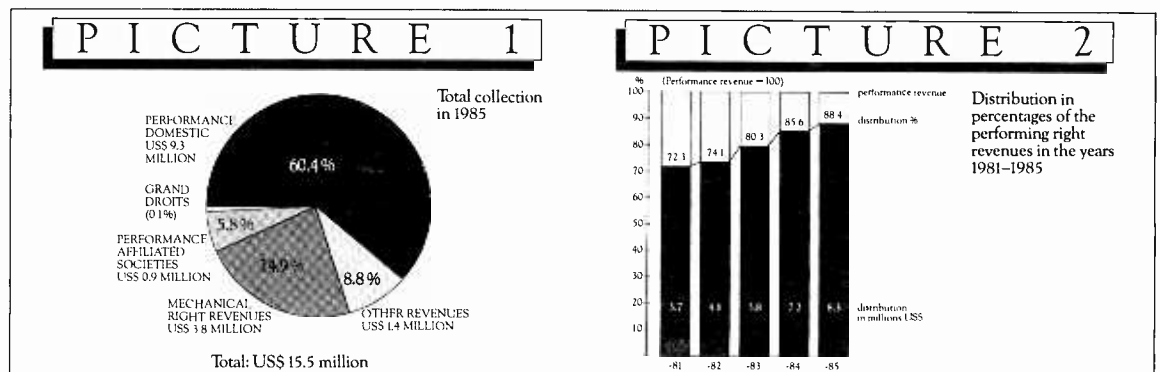 PICTURE 1
Total collection
in 1985
PERFORMANCE
DOMESTIC
US$ 9.3
MILLION
60.4%
GRAND
DROITS
(0.1%)
5.8%
PERFORMANCE
AFFILIATED
SOCIETIES
US$ 0.9 MILLION
24.9%
8.8%
MECHANICAL
RIGHT REVENUES
US$ 3.8 MILLION
OTHER REVENUES
US$ 1.4 MILLION
Total: US$ 15.5 million
PICTURE 2
% (Performance revenue = 100)
100
90
80
70
60
50
40
30
20
10
performance revenue
distribution %
72.3
74.1
80.3
85.6
88.4
Distribution in
percentages of the
performing right
revenues in the years
1981–1985
5.8
7.2
distribution
in millions US$
-81 -82 -83 -84 -85